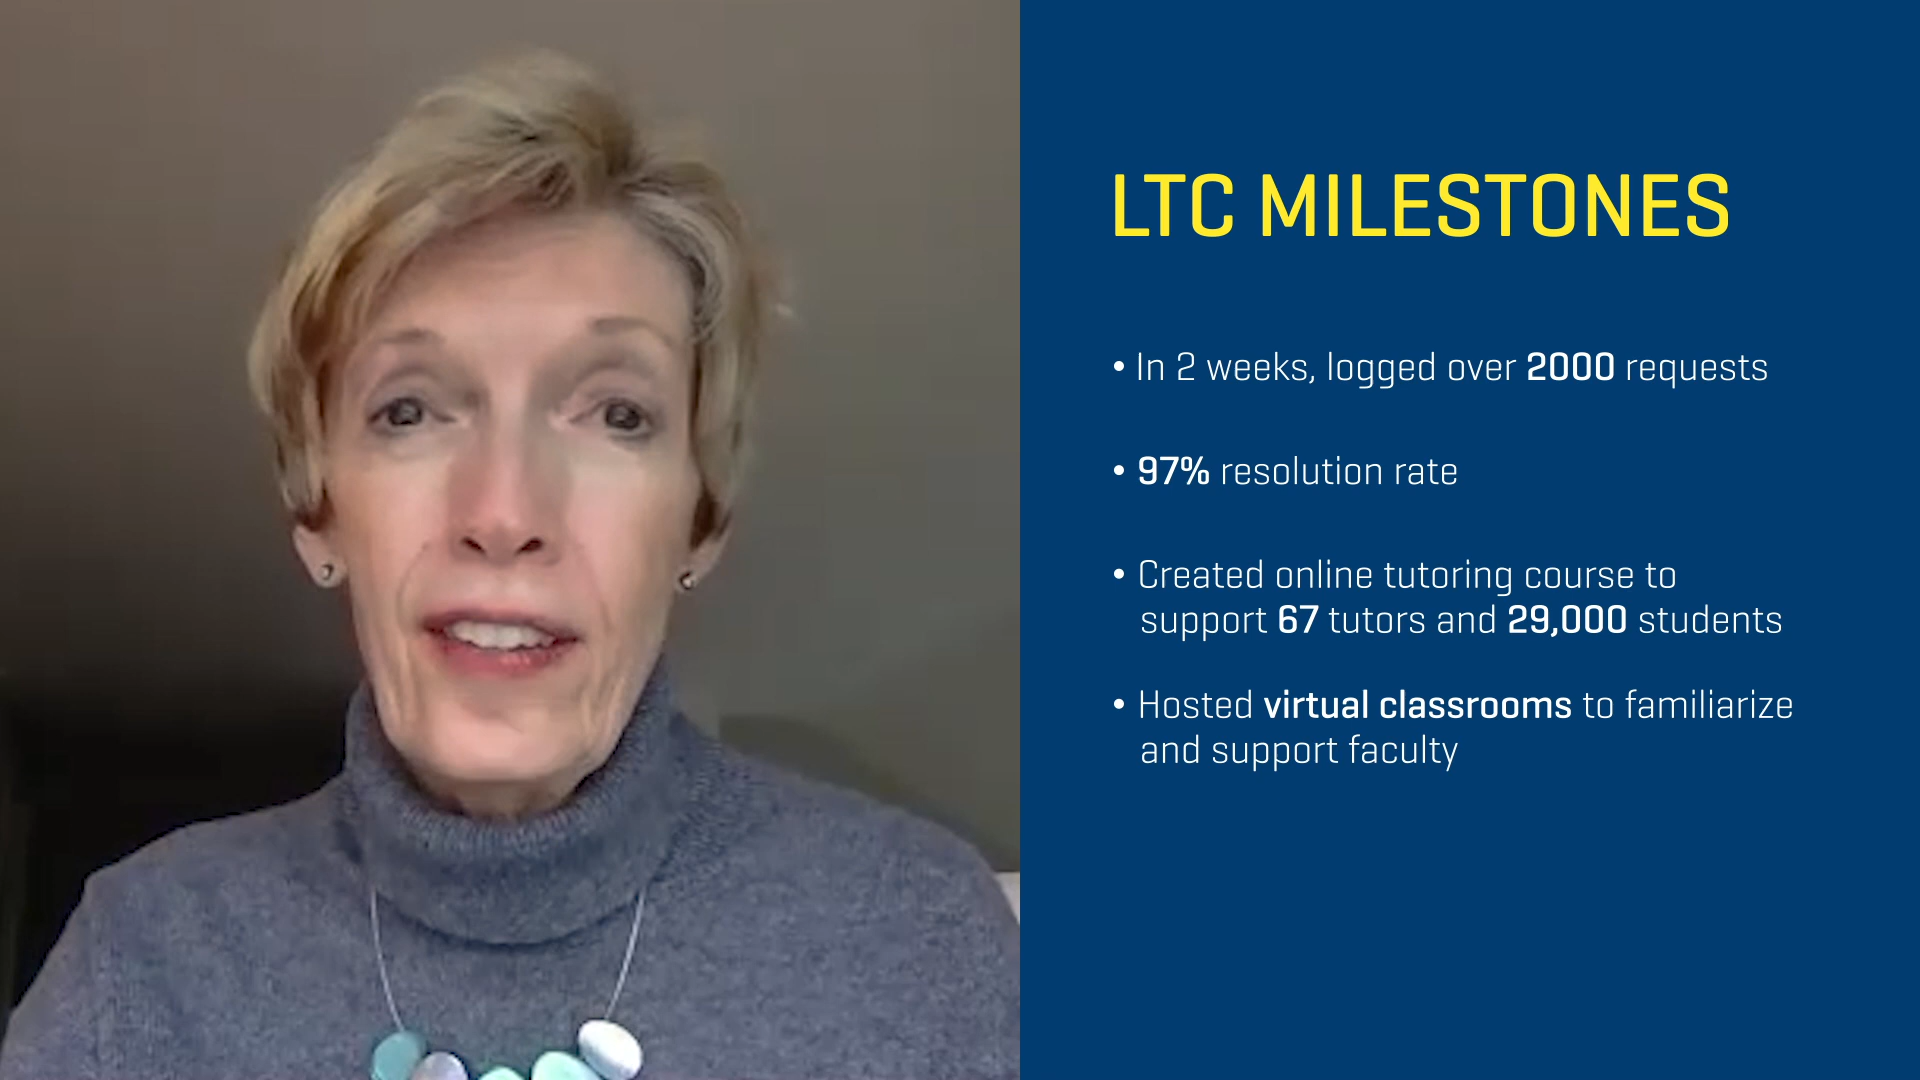 LTC MILESTONES
• In 2 weeks, logged over 2000 requests
• 97% resolution rate
• Created online tutoring course to
support 67 tutors and 29,000 students
• Hosted virtual classrooms to familiarize
and support faculty